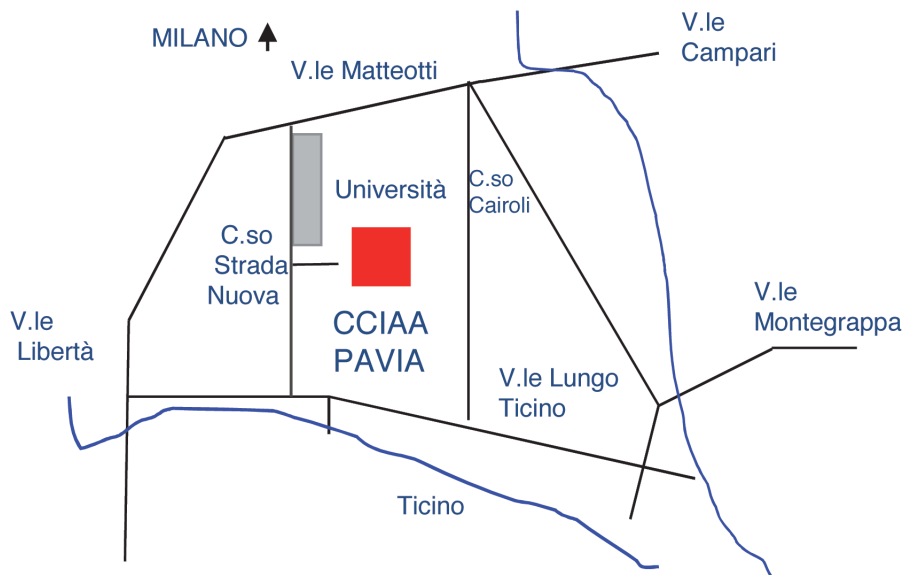 MILANO
V.le Matteotti
V.le
Campari
Università
C.so
Cairoli
C.so
Strada
Nuova
V.le
Libertà
CCIAA
PAVIA
V.le
Montegrappa
V.le Lungo
Ticino
Ticino